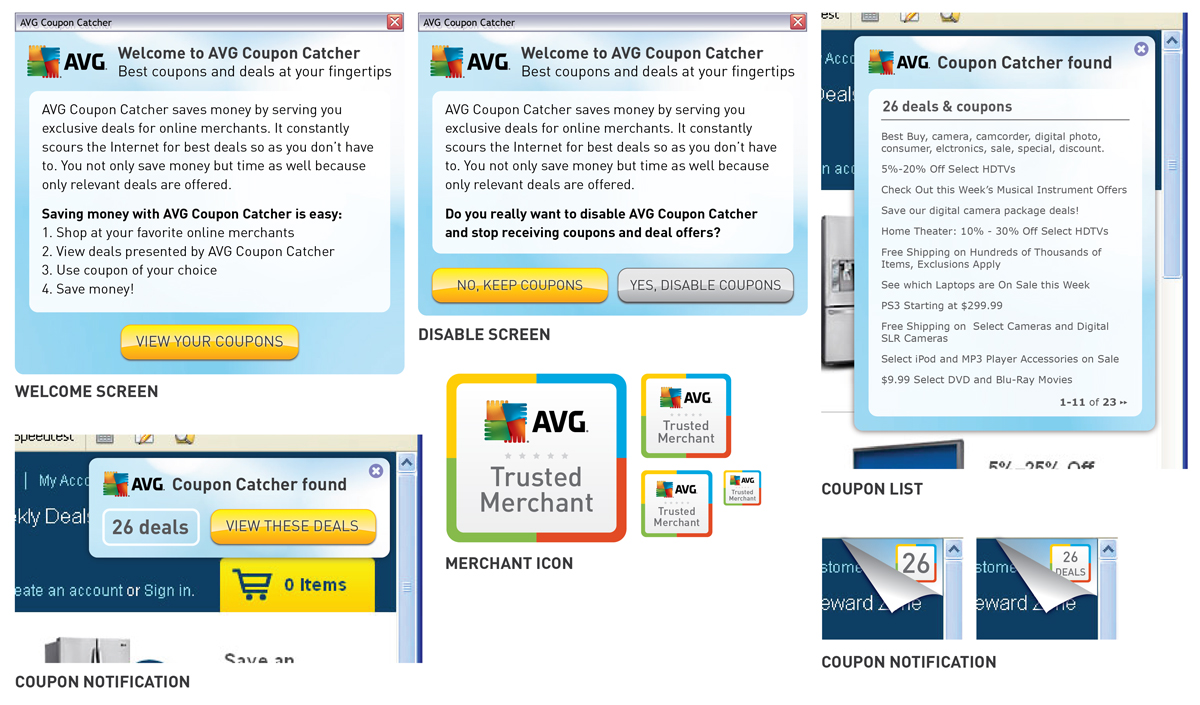 AVG Coupon Catcher
AVG.
Welcome to AVG Coupon Catcher
Best coupons and deals at your fingertips
AVG Coupon Catcher saves money by serving you
exclusive deals for online merchants. It constantly
scours the Internet for best deals so as you don't have
to. You not only save money but time as well because
only relevant deals are offered.
Saving money with AVG Coupon Catcher is easy:
1. Shop at your favorite online merchants
2. View deals presented by AVG Coupon Catcher
3. Use coupon of your choice
4. Save money!
VIEW YOUR COUPONS
WELCOME SCREEN
AVG Coupon Catcher
AVG.
Welcome to AVG Coupon Catcher
Best coupons and deals at your fingertips
AVG Coupon Catcher saves money by serving you
exclusive deals for online merchants. It constantly
scours the Internet for best deals so as you don't have
to. You not only save money but time as well because
only relevant deals are offered.
Do you really want to disable AVG Coupon Catcher
and stop receiving coupons and deal offers?
NO, KEEP COUPONS
YES, DISABLE COUPONS
DISABLE SCREEN
est
Acco
Deals
n acc
AVG. Coupon Catcher found
26 deals & coupons
Best Buy, camera, camcorder, digital photo,
consumer, elctronics, sale, special, discount.
5%-20% Off Select HDTVs
Check Out this Week's Musical Instrument Offers
Save our digital camera package deals!
Home Theater: 10% - 30% Off Select HDTVs
Free Shipping on Hundreds of Thousands of
Items, Exclusions Apply
See which Laptops are On Sale this Week
PS3 Starting at $299.99
Free Shipping on Select Cameras and Digital
SLR Cameras
Select iPod and MP3 Player Accessories on Sale
$9.99 Select DVD and Blu-Ray Movies
1-11 of 23
5%-25% Off
COUPON LIST
Speedtest
| My Acco
kly Deals
AVG. Coupon Catcher found
26 deals
VIEW THESE DEALS
0 Items
eate an account or Sign in.
Save an
COUPON NOTIFICATION
AVG.
Trusted
Merchant
AVG.
Trusted
Merchant
AVG.
Trusted
Merchant
AVG
Trusted
Merchant
MERCHANT ICON
stome
26
eward Zone
stome
26
DEALS
eward Zone
COUPON NOTIFICATION